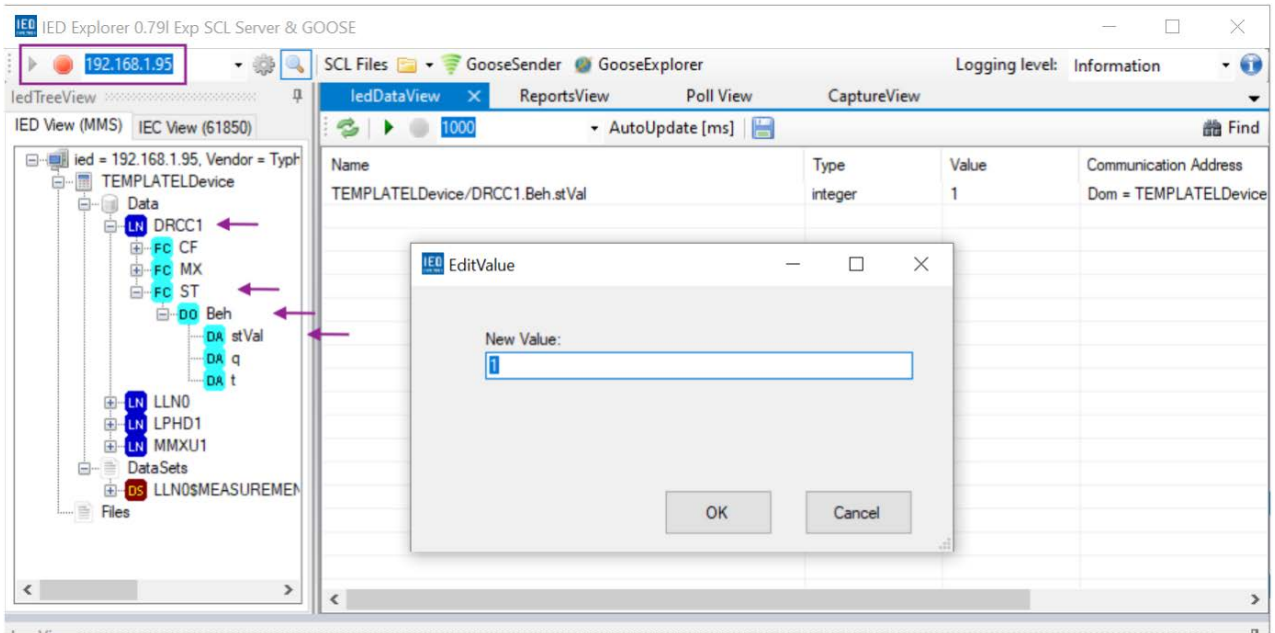 IED Explorer 0.79l Exp SCL Server & GOOSE
192.168.1.95 SCL Files GooseSender GooseExplorer Logging level: Information
IedTreeView
IedDataView ReportsView Poll View CaptureView
IED View (MMS) IEC View (61850)
1000 AutoUpdate [ms] Find
ied = 192.168.1.95, Vendor = Typh
TEMPLATELDevice
Data
LN DRCC1
FC CF
FC MX
FC ST
DO Beh
DA stVal
DA q
DA t
LN LLN0
LN LPHD1
LN MMXU1
DataSets
DS LLN0$MEASUREMEN
Files
Name Type Value Communication Address
TEMPLATELDevice/DRCC1.Beh.stVal integer 1 Dom = TEMPLATELDevice
IED EditValue
New Value:
1
OK Cancel